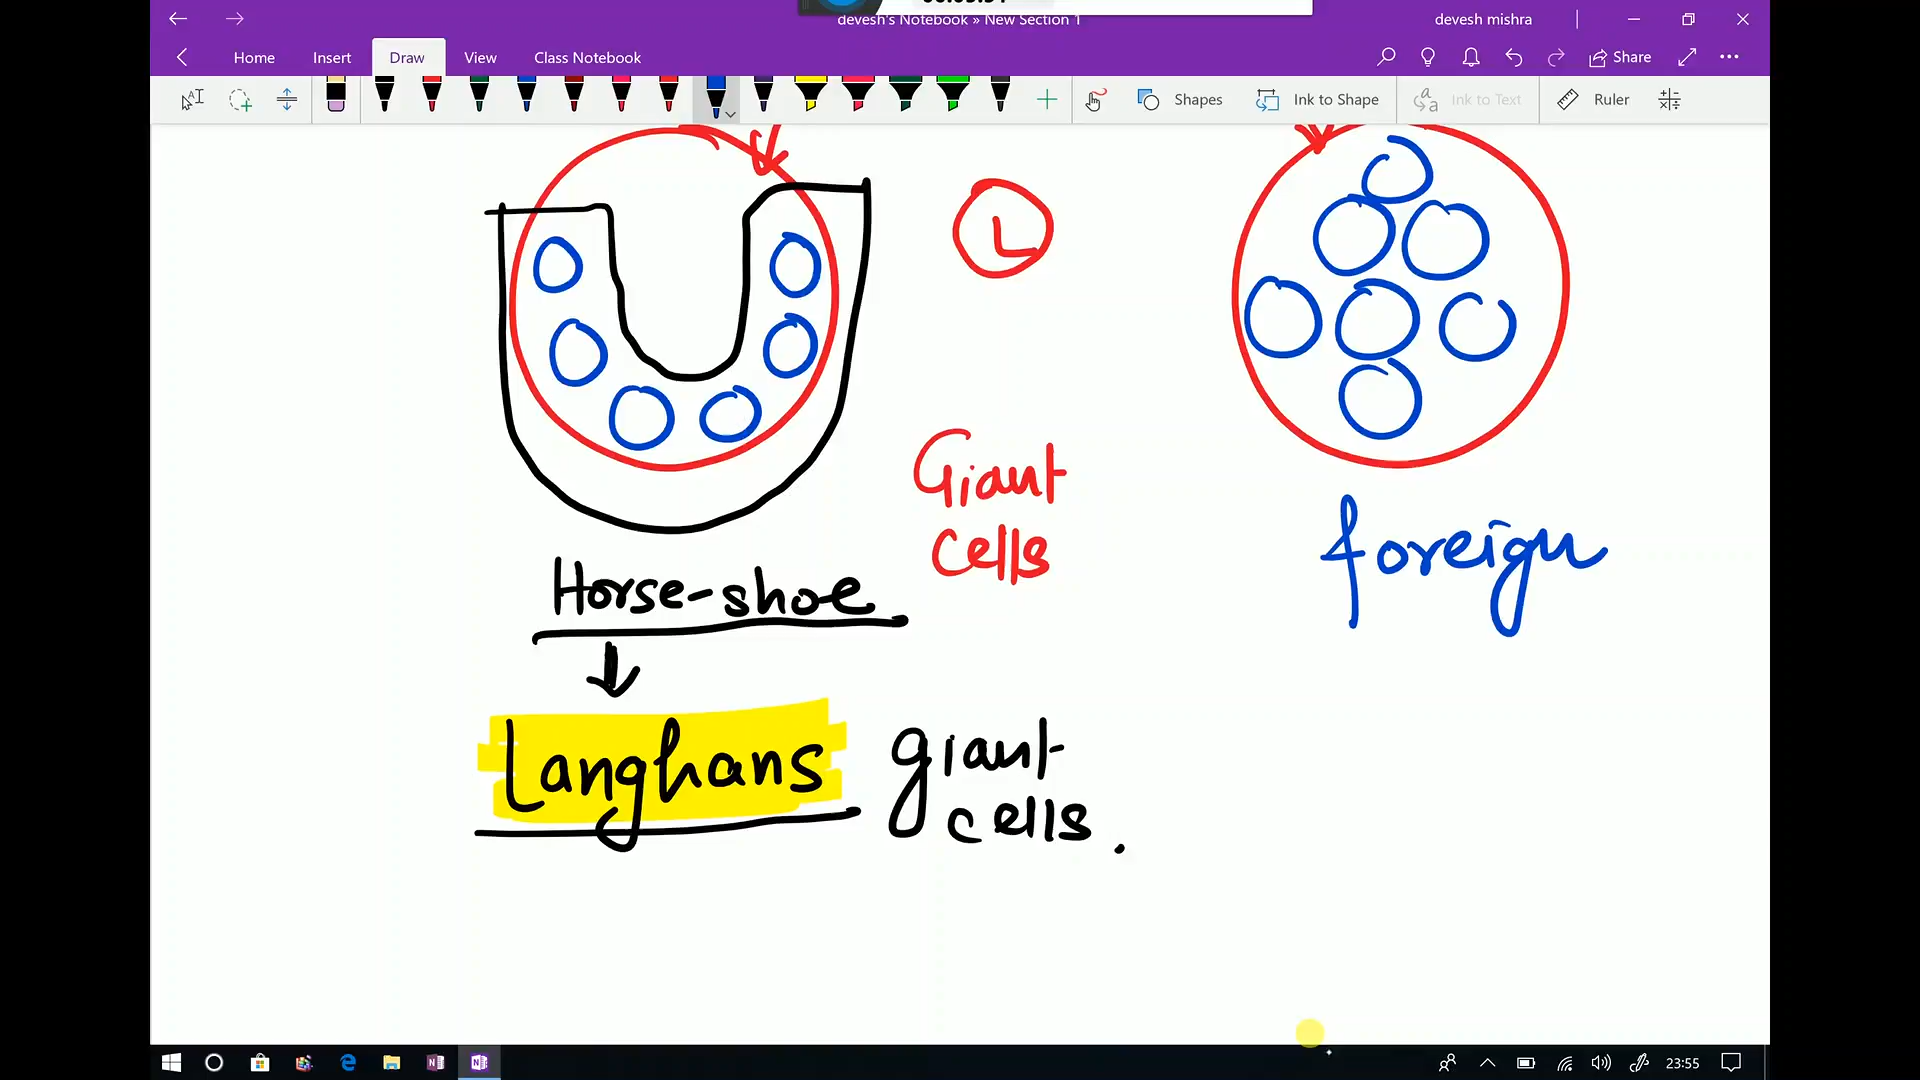 devesh's Notebook » New Section 1
devesh mishra
Home
Insert
Draw
View
Class Notebook
Share
Shapes
Ink to Shape
Ink to Text
Ruler
L
Giant
cells
foreign
Horse-shoe
Langhans giant
cells.
23:55